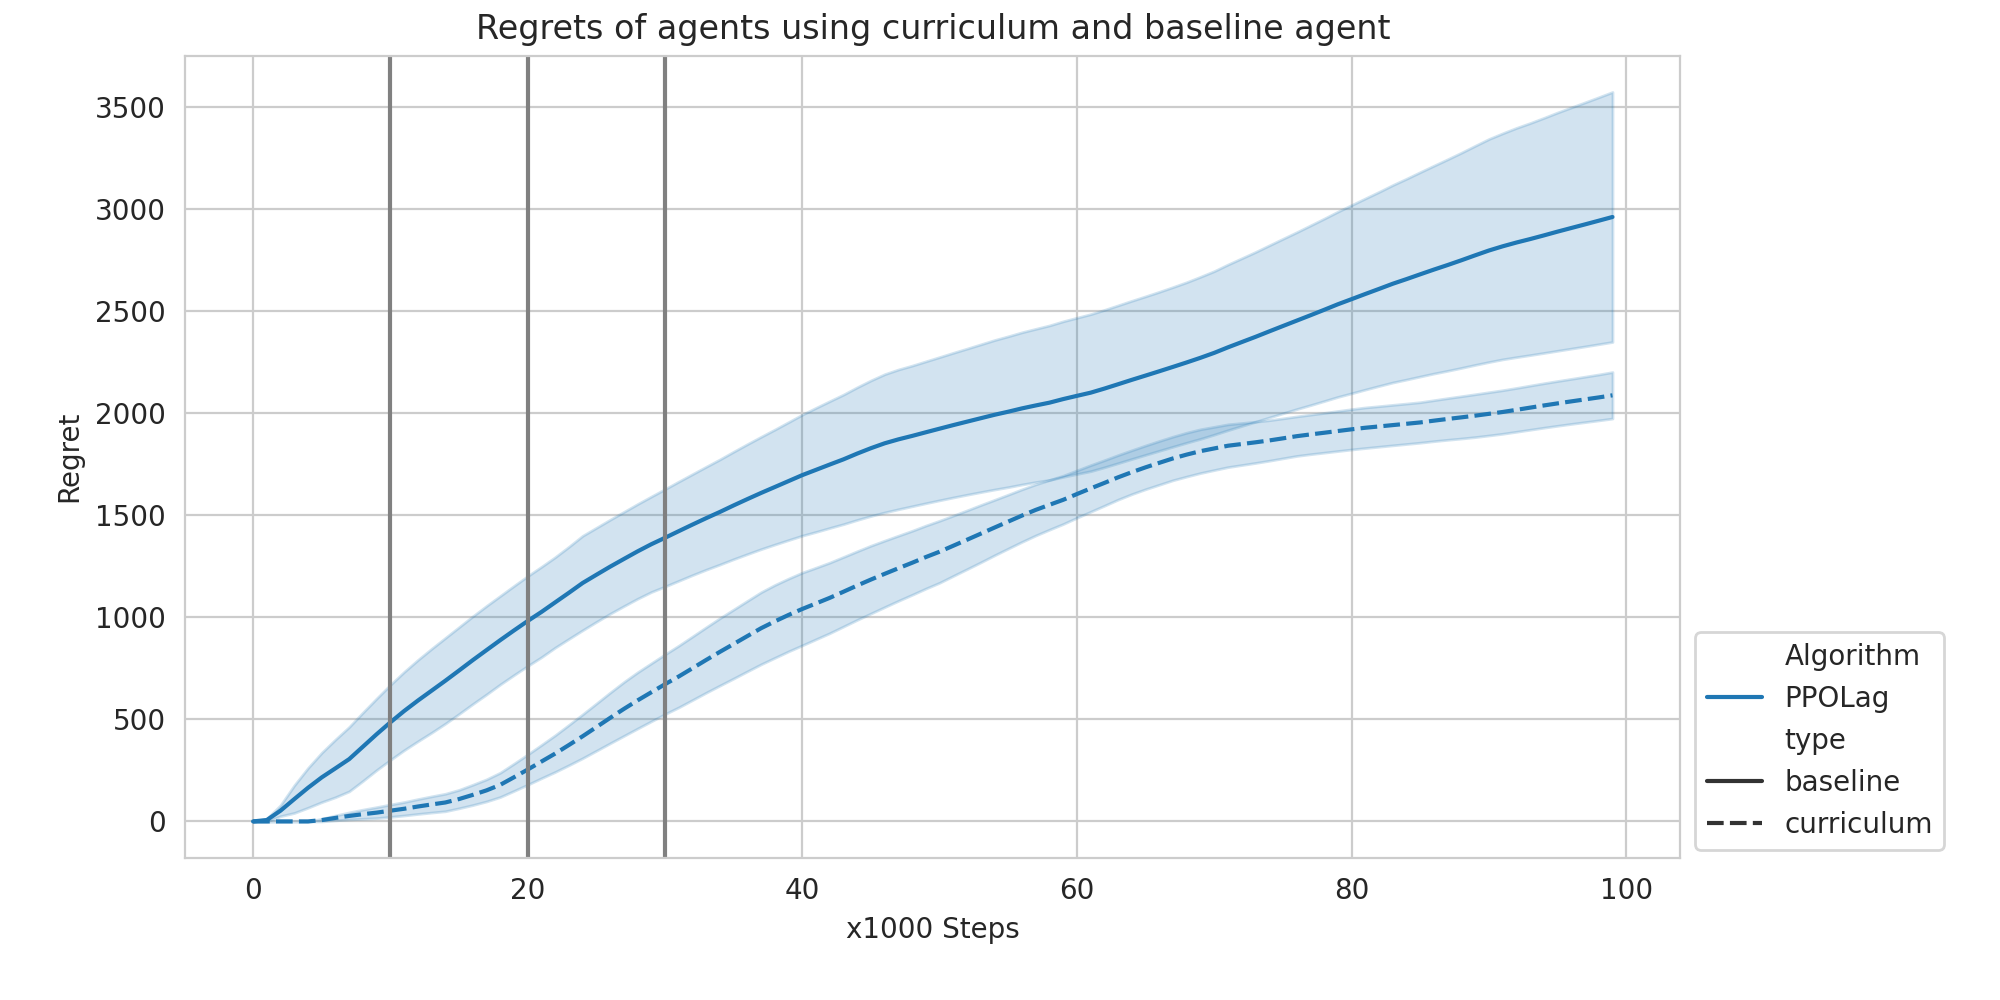 Regrets of agents using curriculum and baseline agent
3500
3000
2500
2000
1500
1000
500
0
Regret
0 20 40 60 80 100
x1000 Steps
Algorithm
PPOLag
type
baseline
curriculum